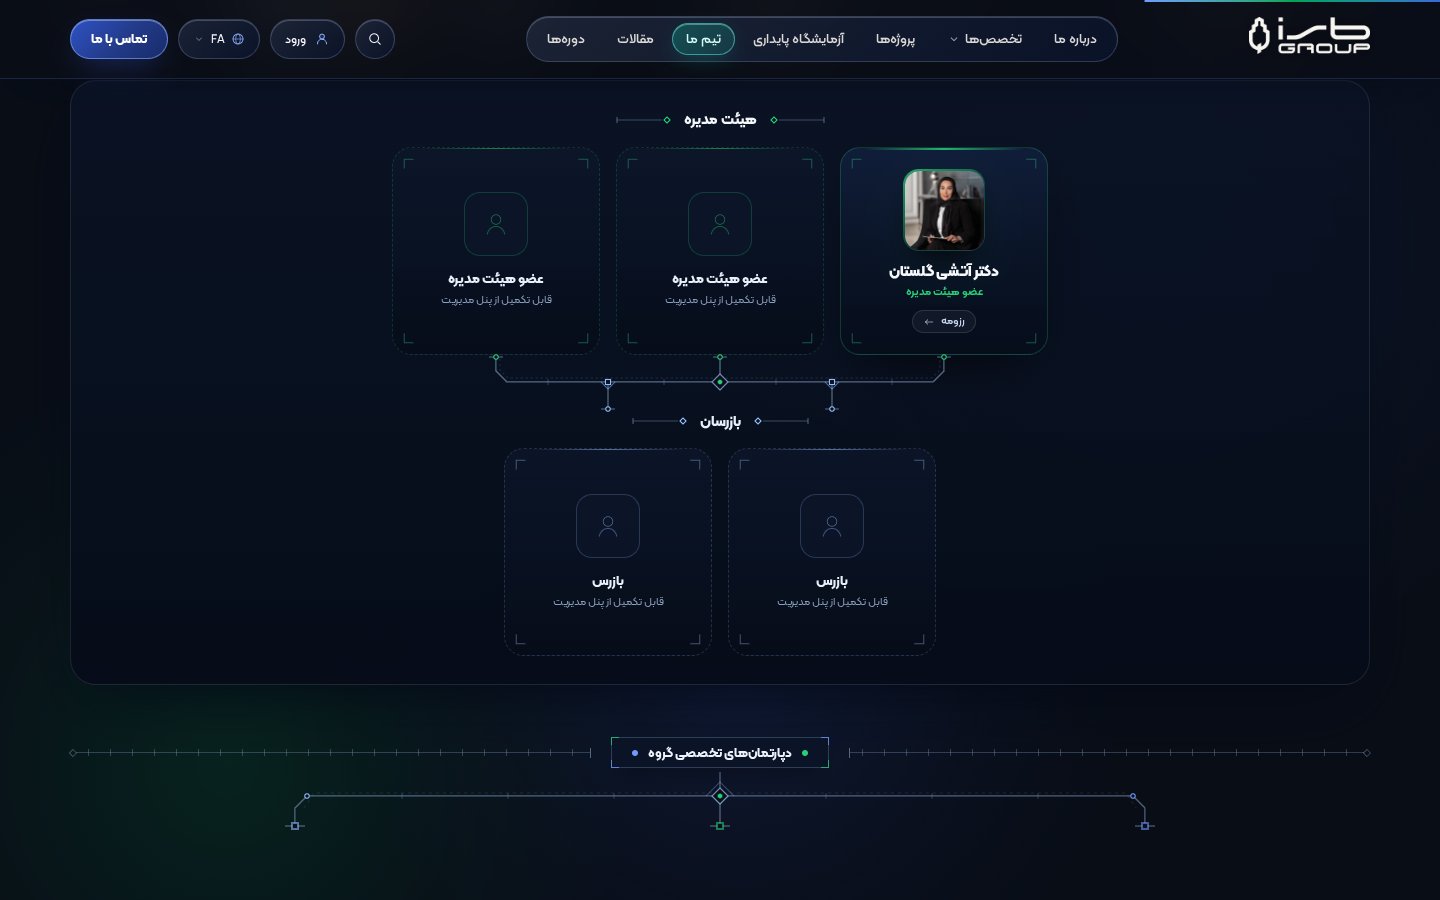 isb
GROUP
درباره ما
تخصص‌ها
پروژه‌ها
آزمایشگاه پایداری
تیم ما
مقالات
دوره‌ها
ورود
FA
تماس با ما
هیئت مدیره
دکتر آتشی گلستان
عضو هیئت مدیره
رزومه ←
عضو هیئت مدیره
قابل تکمیل از پنل مدیریت
عضو هیئت مدیره
قابل تکمیل از پنل مدیریت
بازرسان
بازرس
قابل تکمیل از پنل مدیریت
بازرس
قابل تکمیل از پنل مدیریت
دپارتمان‌های تخصصی گروه